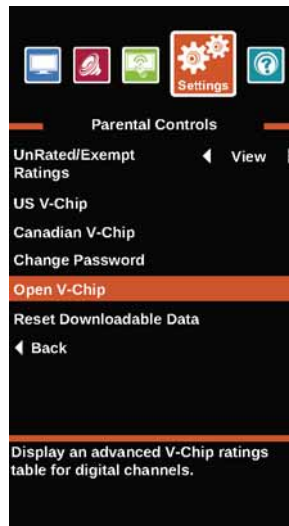 Settings
Parental Controls
UnRated/Exempt View
Ratings
US V-Chip
Canadian V-Chip
Change Password
Open V-Chip
Reset Downloadable Data
Back
Display an advanced V-Chip ratings
table for digital channels.